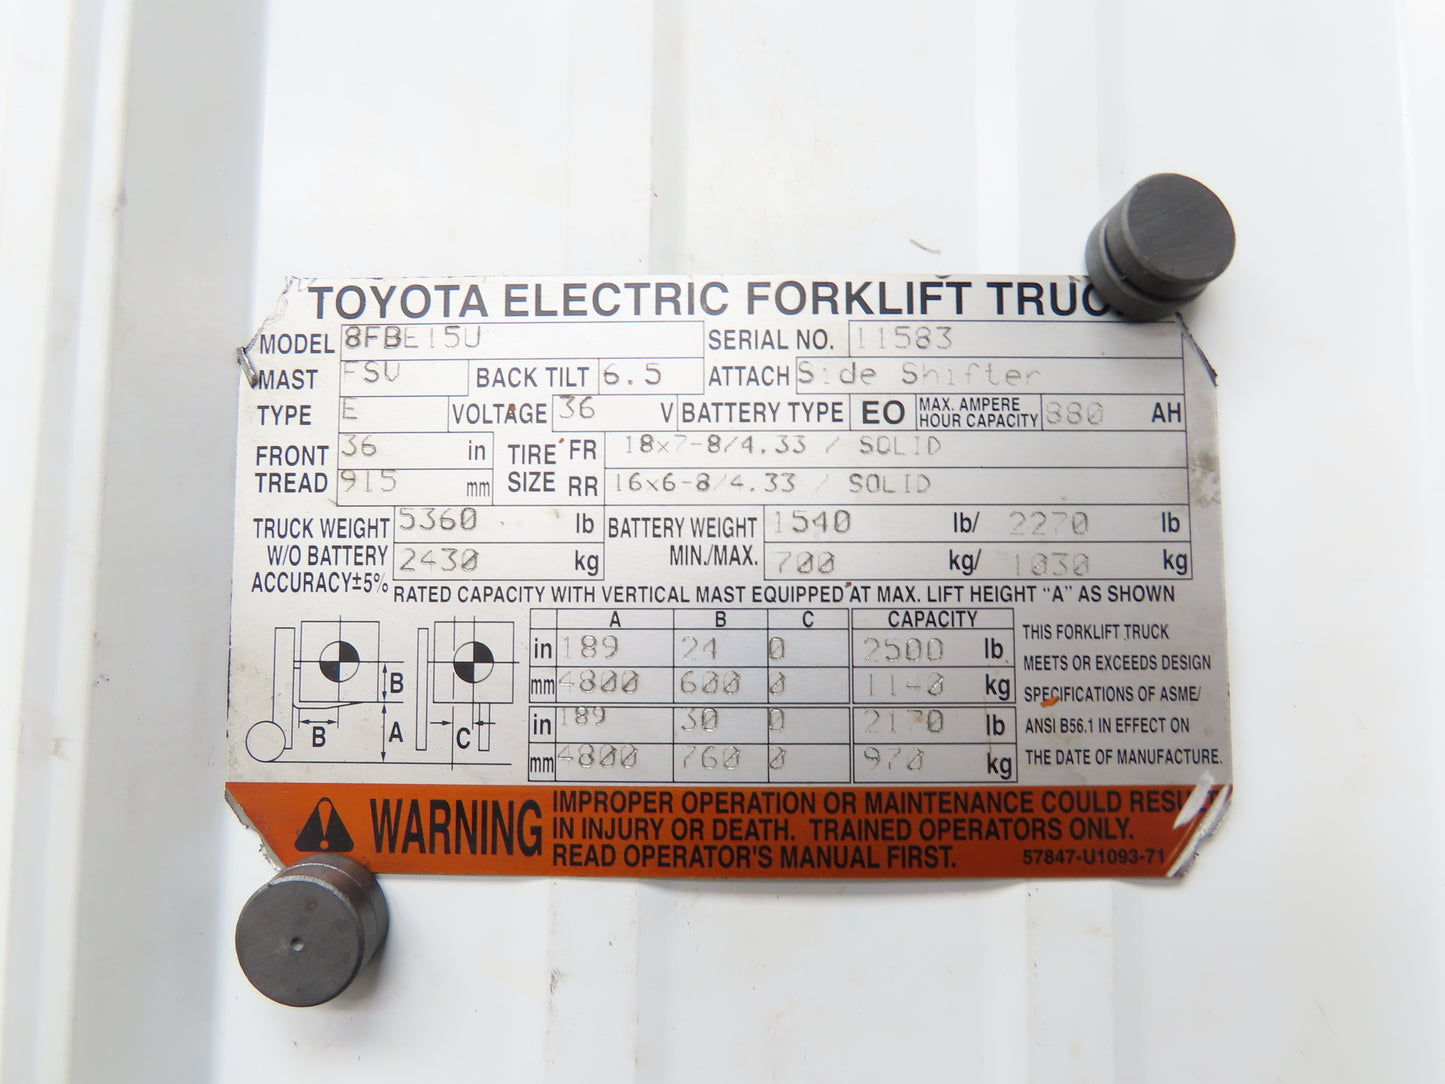 TOYOTA ELECTRIC FORKLIFT TRUC
MODEL 8FBE15U SERIAL NO. 11583
MAST FSV BACK TILT 6.5 ATTACH Side Shifter
TYPE E VOLTAGE 36 V BATTERY TYPE EO MAX. AMPERE HOUR CAPACITY 880 AH
FRONT TREAD 36 in TIRE SIZE FR 18x7-8/4.33 / SOLID
915 mm RR 16x6-8/4.33 / SOLID
TRUCK WEIGHT W/O BATTERY ACCURACY±5% 5360 lb BATTERY WEIGHT MIN./MAX. 1540 lb/ 2270 lb
2430 kg 700 kg/ 1030 kg
RATED CAPACITY WITH VERTICAL MAST EQUIPPED AT MAX. LIFT HEIGHT "A" AS SHOWN
A B C CAPACITY
in 189 24 0 2500 lb
mm 4800 600 0 1140 kg
in 189 30 0 2170 lb
mm 4800 760 0 970 kg
B
B A C
THIS FORKLIFT TRUCK
MEETS OR EXCEEDS DESIGN
SPECIFICATIONS OF ASME/
ANSI B56.1 IN EFFECT ON
THE DATE OF MANUFACTURE.
WARNING
IMPROPER OPERATION OR MAINTENANCE COULD RESU
IN INJURY OR DEATH. TRAINED OPERATORS ONLY.
READ OPERATOR'S MANUAL FIRST. 57847-U1093-71